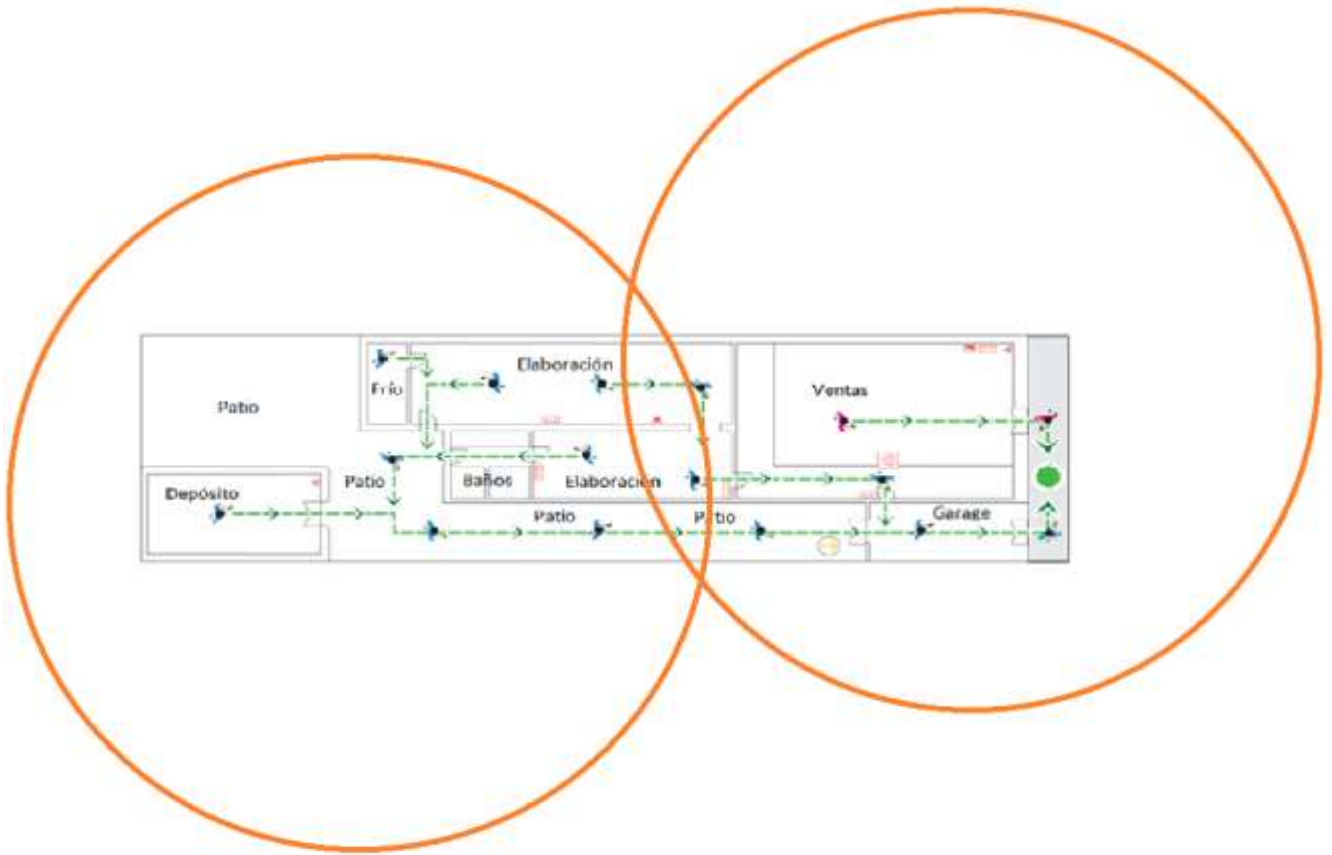 Elaboración
Frío
Ventas
Patio
Depósito
Patio
Baños
Elaboración
Patio
Patio
Garage